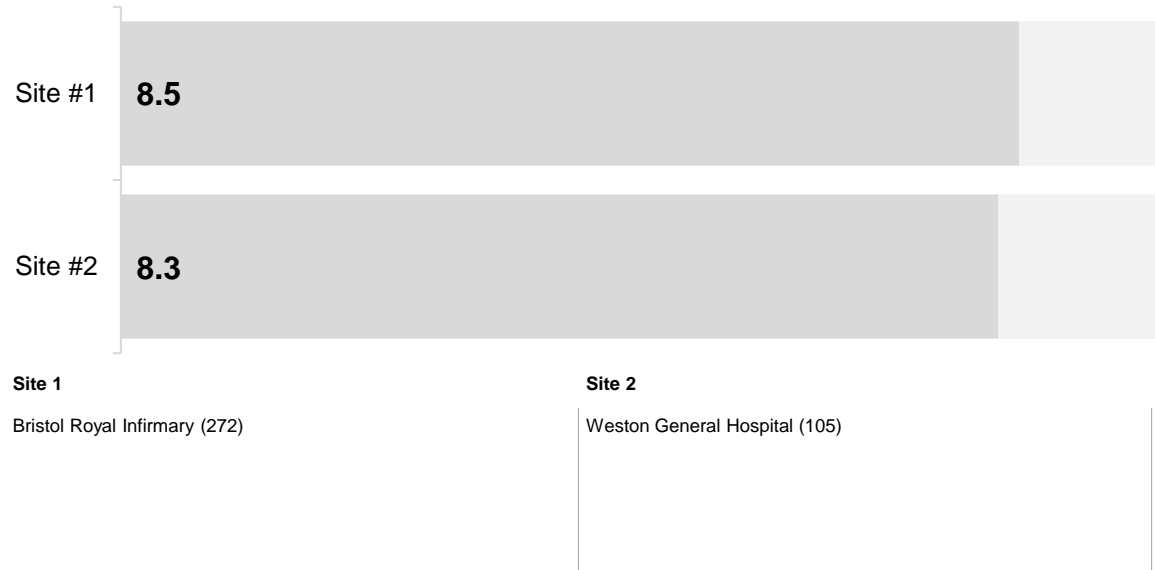 Site #1 8.5
Site #2 8.3
Site 1 Site 2
Bristol Royal Infirmary (272) Weston General Hospital (105)